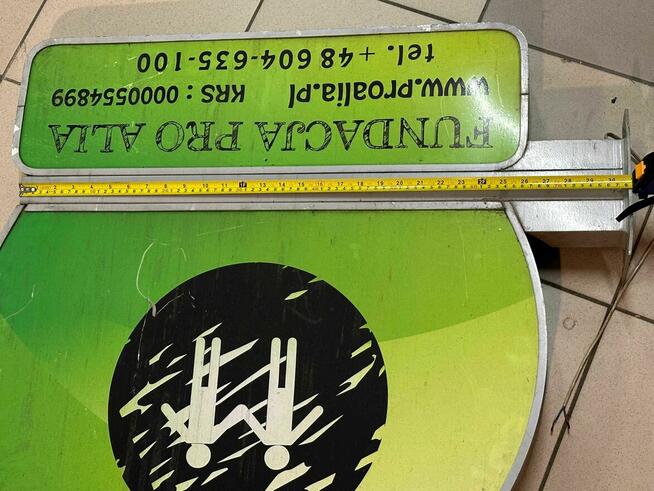 FUNDACJA PRO ALIA
www.proalia.pl KRS : 0000554899
tel. + 48 604-635-100